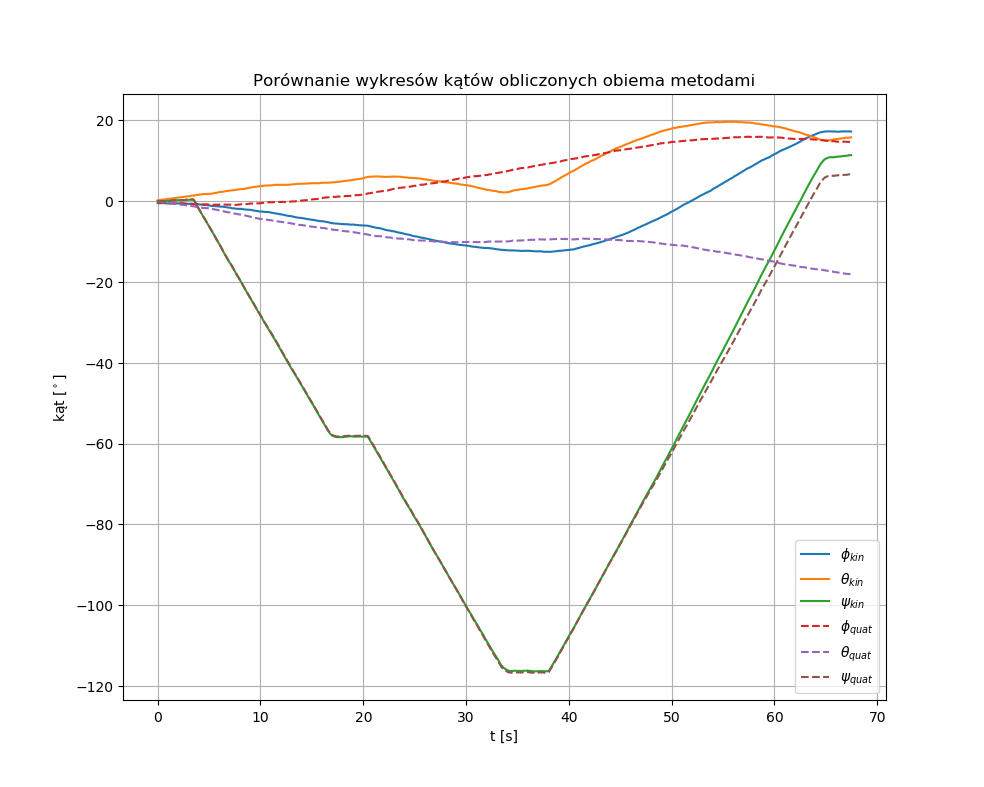 Porównanie wykresów kątów obliczonych obiema metodami
kąt [°]
20
0
−20
−40
−60
−80
−100
−120
0 10 20 30 40 50 60 70
t [s]
ϕkin
θkin
ψkin
ϕquat
θquat
ψquat